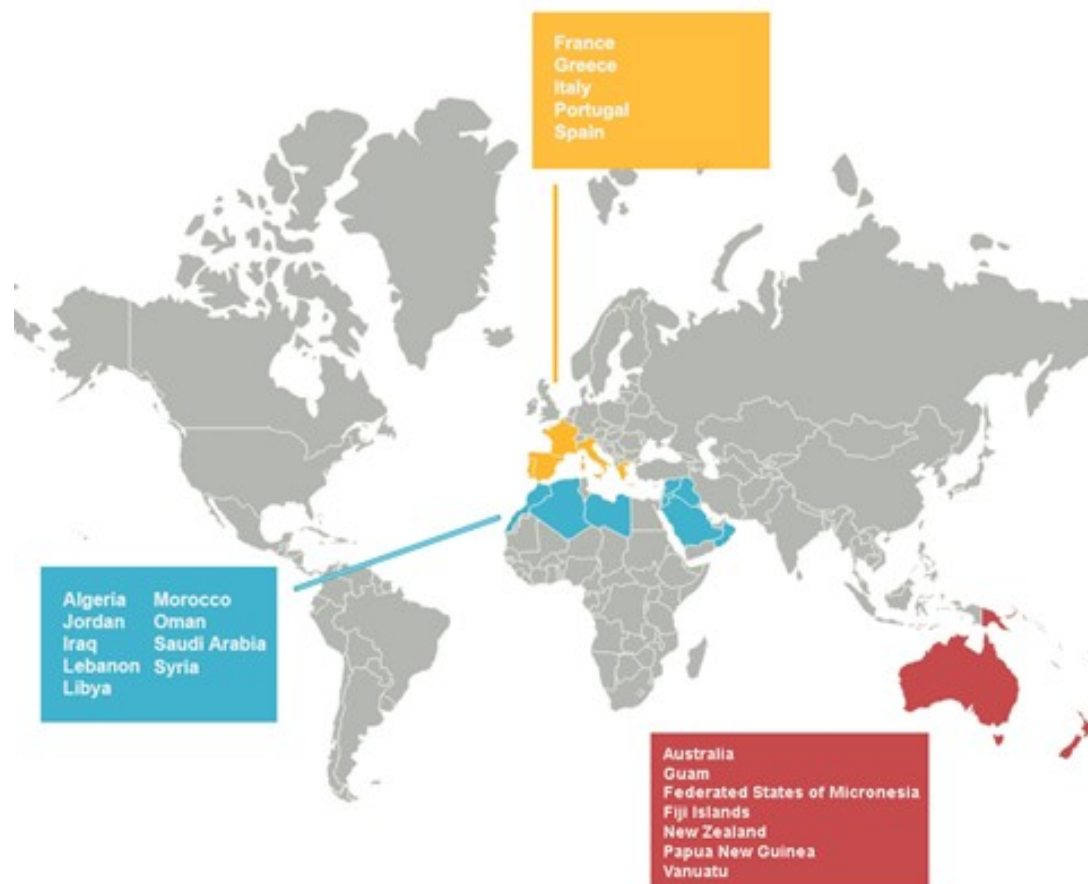 France
Greece
Italy
Portugal
Spain
Algeria Morocco
Jordan Oman
Iraq Saudi Arabia
Lebanon Syria
Libya
Australia
Guam
Federated States of Micronesia
Fiji Islands
New Zealand
Papua New Guinea
Vanuatu